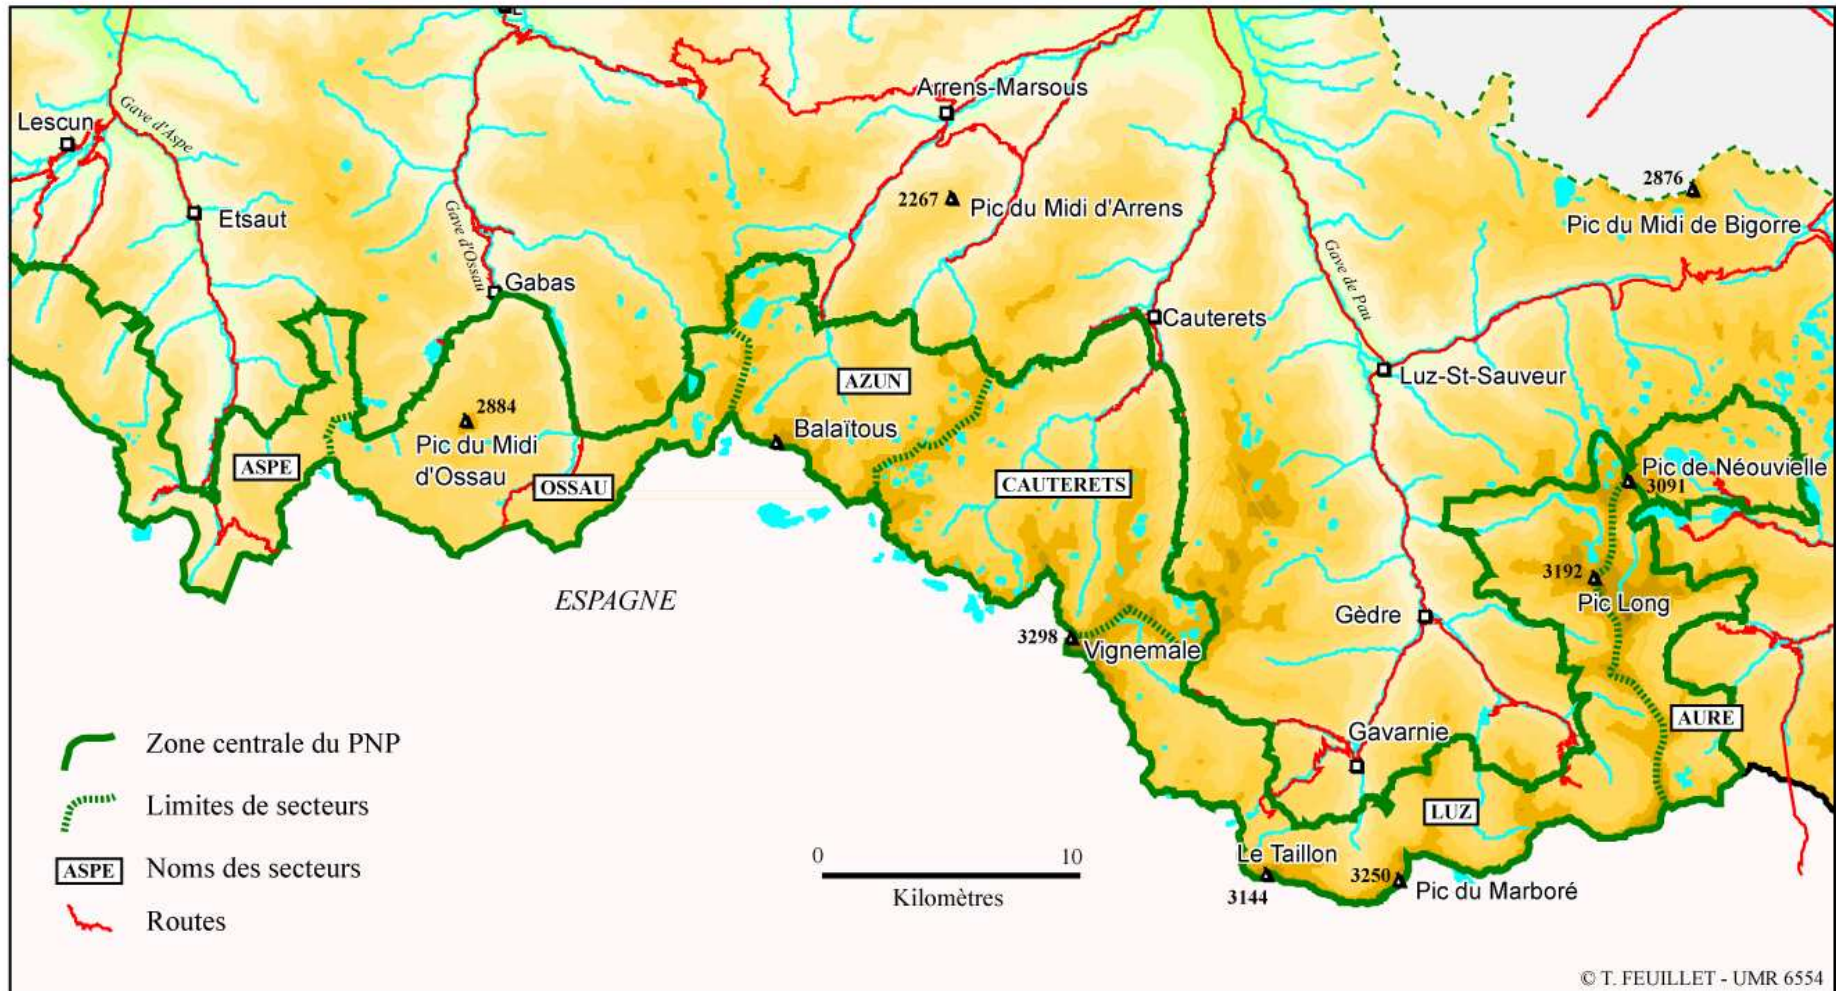 Arrens-Marsous
Gave d'Aspe
Lescun
2267
Pic du Midi d'Arrens
2876
Pic du Midi de Bigorre
Etsaut
Gave d'Ossau
Gave de Pau
Gabas
Cauterets
AZUN
Luz-St-Sauveur
2884
Pic du Midi
d'Ossau
Balaïtous
ASPE
OSSAU
CAUTERETS
Pic de Néouvielle
3091
3192
Pic Long
ESPAGNE
Gèdre
3298
Vignemale
AURE
Gavarnie
Zone centrale du PNP
Limites de secteurs
LUZ
ASPE
Noms des secteurs
0 10
Kilomètres
Le Taillon
3144
3250
Pic du Marboré
Routes
© T. FEUILLET - UMR 6554